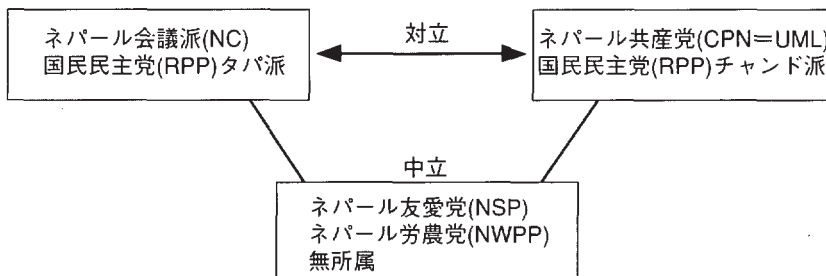 ネパール会議派(NC)
国民民主党(RPP)タパ派
対立
ネパール共産党(CPN=UML)
国民民主党(RPP)チャンド派
中立
ネパール友愛党(NSP)
ネパール労農党(NWPP)
無所属